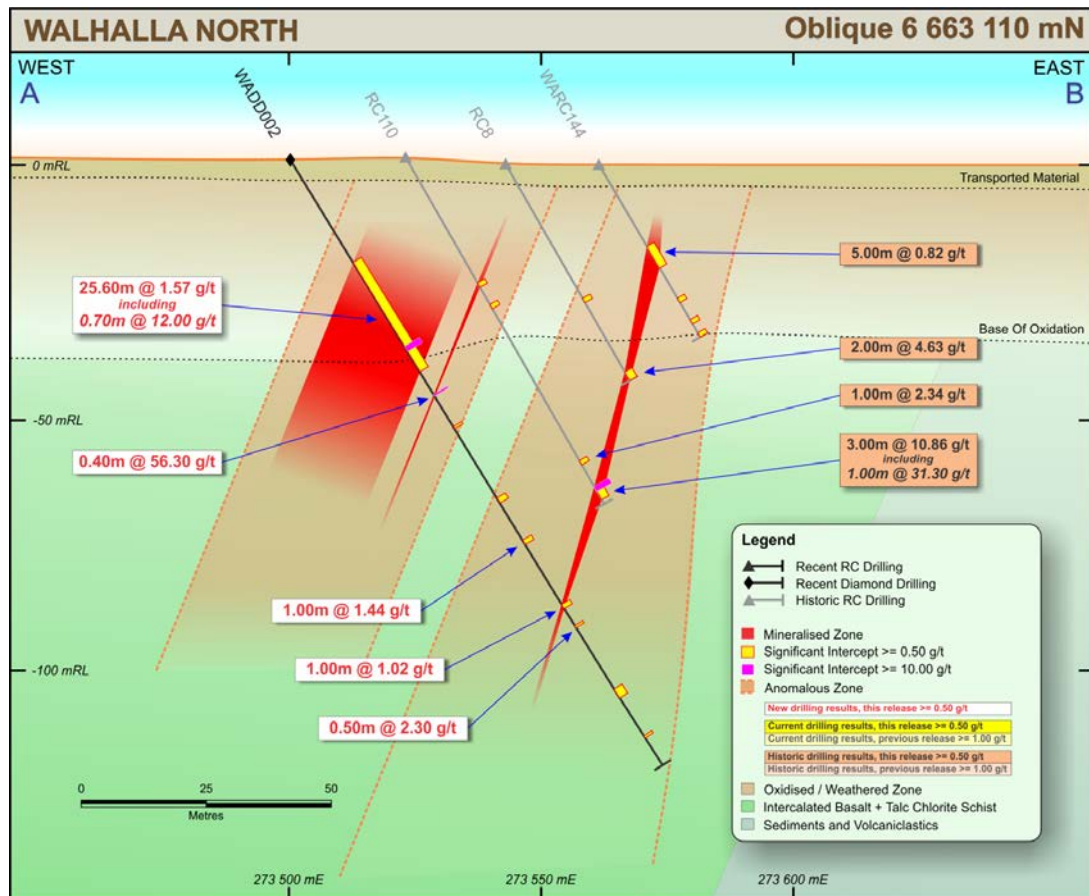 WALHALLA NORTH
Oblique 6 663 110 mN
WEST
EAST
A
B
WADD002
RC110
RC8
WARC144
0 mRL
Transported Material
5.00m @ 0.82 g/t
25.60m @ 1.57 g/t
including
0.70m @ 12.00 g/t
Base Of Oxidation
2.00m @ 4.63 g/t
1.00m @ 2.34 g/t
-50 mRL
3.00m @ 10.86 g/t
including
1.00m @ 31.30 g/t
0.40m @ 56.30 g/t
1.00m @ 1.44 g/t
1.00m @ 1.02 g/t
-100 mRL
0.50m @ 2.30 g/t
Legend
Recent RC Drilling
Recent Diamond Drilling
Historic RC Drilling
Mineralised Zone
Significant Intercept >= 0.50 g/t
Significant Intercept >= 10.00 g/t
Anomalous Zone
New drilling results, this release >= 0.50 g/t
Current drilling results, this release >= 0.50 g/t
Current drilling results, previous release >= 1.00 g/t
Historic drilling results, this release >= 0.50 g/t
Historic drilling results, previous release >= 1.00 g/t
Oxidised / Weathered Zone
Intercalated Basalt + Talc Chlorite Schist
Sediments and Volcaniclastics
0 25 50
Metres
273 500 mE
273 550 mE
273 600 mE